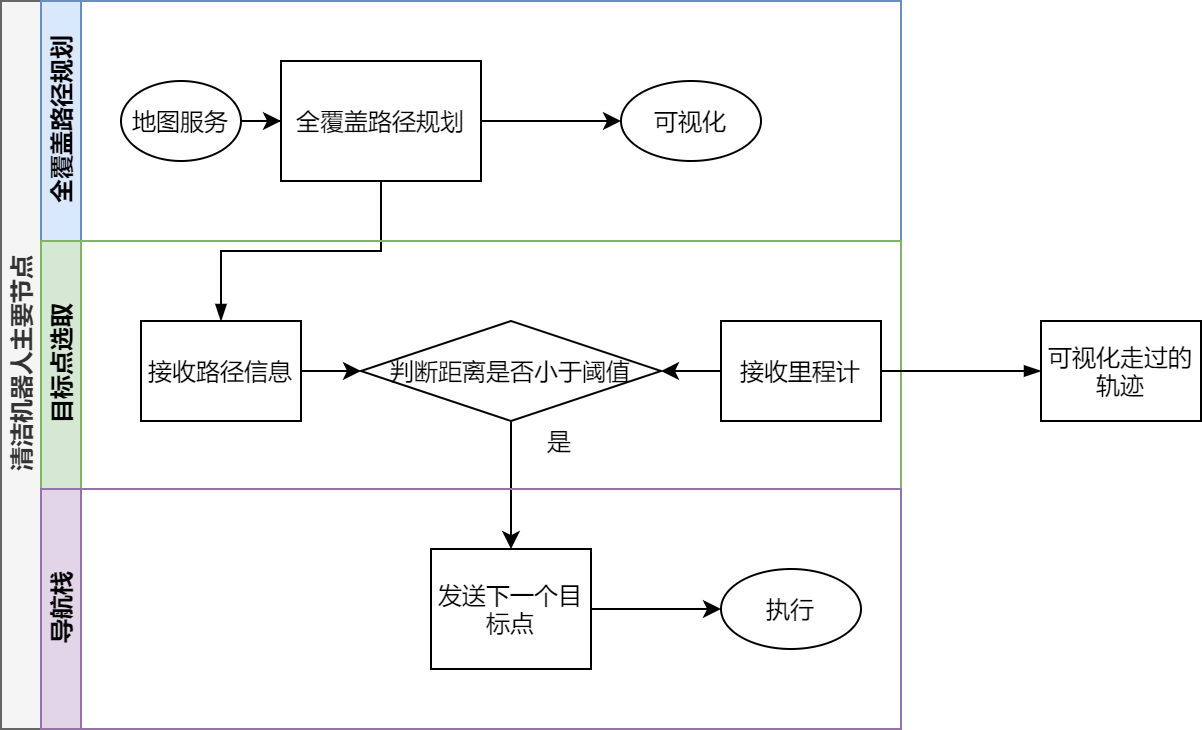 清洁机器人主要节点
全覆盖路径规划
地图服务
全覆盖路径规划
可视化
目标点选取
接收路径信息
判断距离是否小于阈值
接收里程计
可视化走过的
轨迹
是
导航栈
发送下一个目
标点
执行